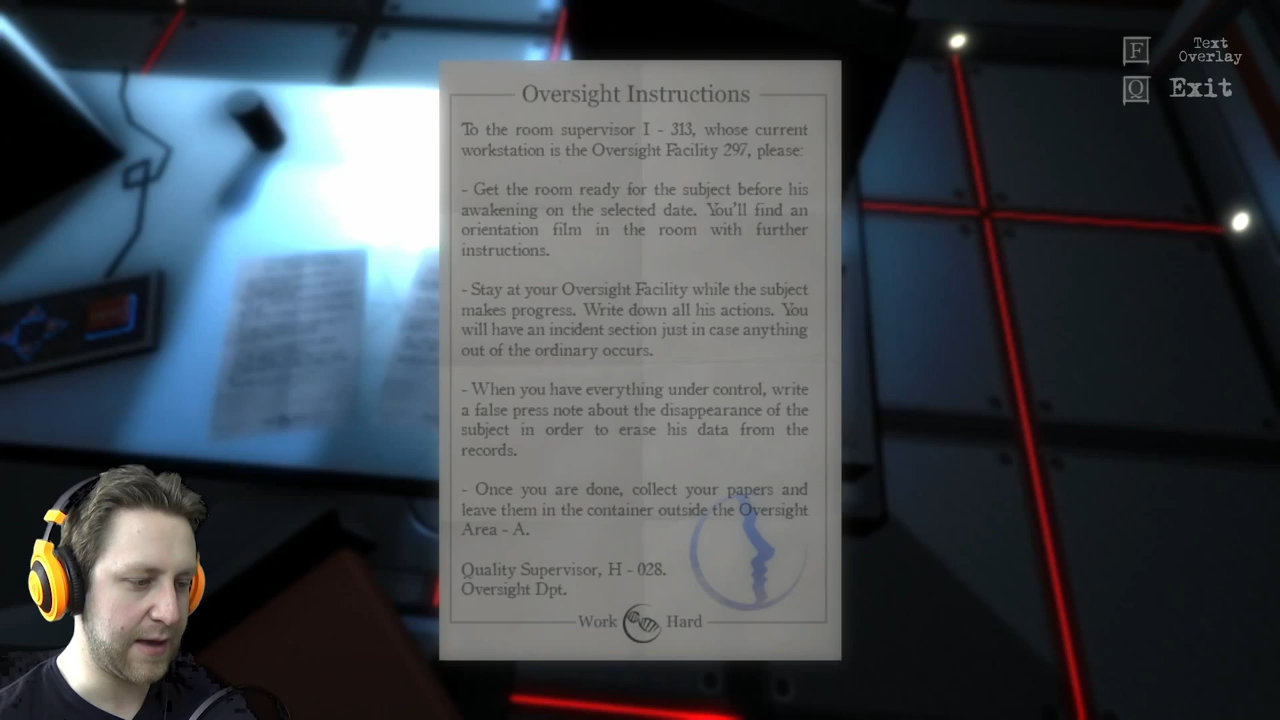 Oversight Instructions
To the room supervisor I - 313, whose current
workstation is the Oversight Facility 297, please:
- Get the room ready for the subject before his
awakening on the selected date. You'll find an
orientation film in the room with further
instructions.
- Stay at your Oversight Facility while the subject
makes progress. Write down all his actions. You
will have an incident section just in case anything
out of the ordinary occurs.
- When you have everything under control, write
a false press note about the disappearance of the
subject in order to erase his data from the
records.
- Once you are done, collect your papers and
leave them in the container outside the Oversight
Area - A.
Quality Supervisor, H - 028.
Oversight Dpt.
Work Hard
F Text
Overlay
Q Exit